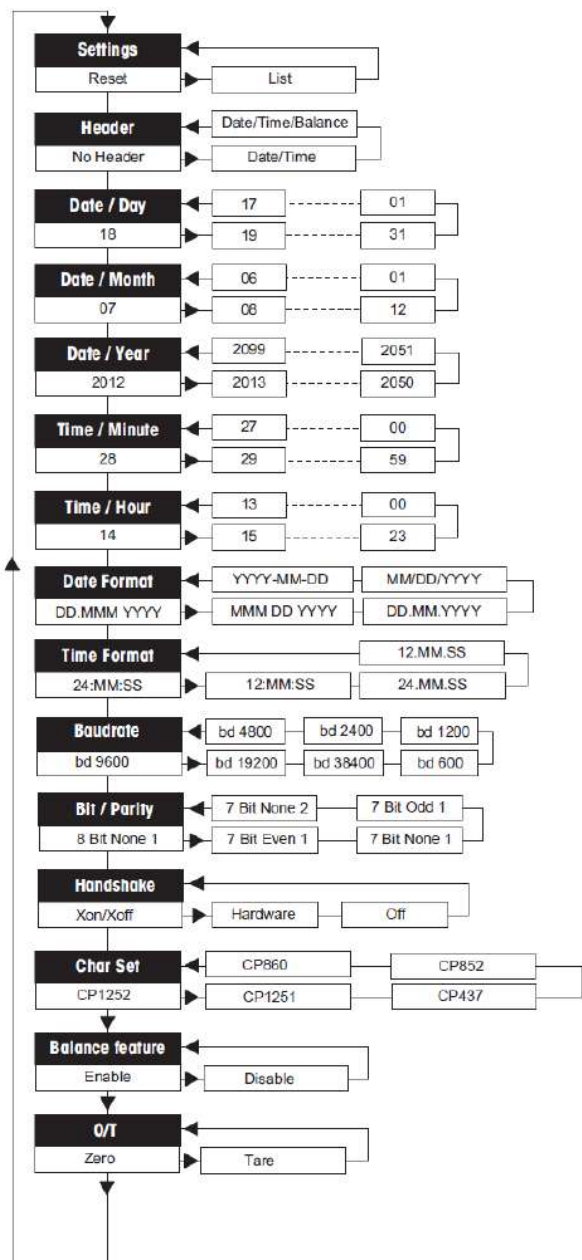 Settings
Reset List
Header Date/Time/Balance
No Header Date/Time
Date / Day 17 01
18 19 31
Date / Month 06 01
07 08 12
Date / Year 2099 2051
2012 2013 2050
Time / Minute 27 00
28 29 59
Time / Hour 13 00
14 15 23
Date Format YYYY-MM-DD MM/DD/YYYY
DD.MMM YYYY MMM DD YYYY DD.MM.YYYY
Time Format 12.MM.SS
24:MM:SS 12:MM:SS 24.MM.SS
Baudrate bd 4800 bd 2400 bd 1200
bd 9600 bd 19200 bd 38400 bd 600
Bit / Parity 7 Bit None 2 7 Bit Odd 1
8 Bit None 1 7 Bit Even 1 7 Bit None 1
Handshake
Xon/Xoff Hardware Off
Char Set CP860 CP852
CP1252 CP1251 CP437
Balance feature
Enable Disable
O/T
Zero Tare